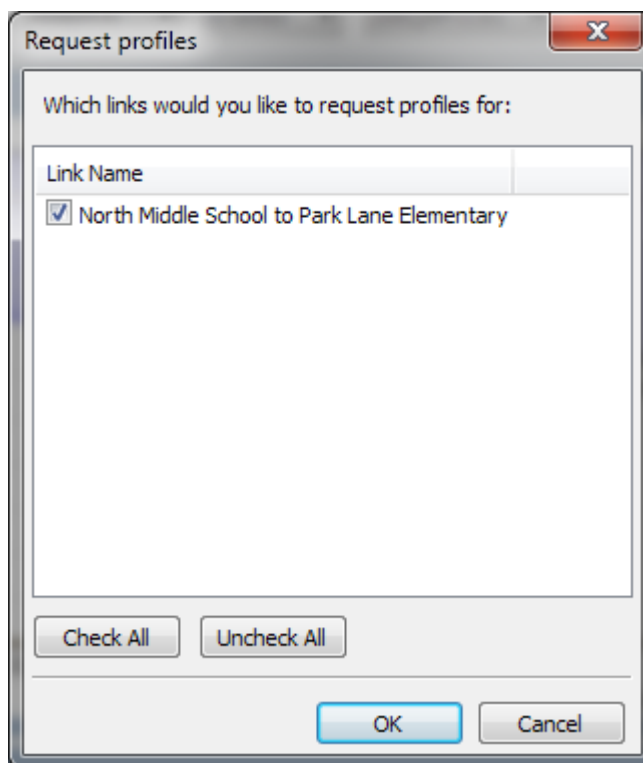 Request profiles
Which links would you like to request profiles for:
Link Name
North Middle School to Park Lane Elementary
Check All Uncheck All
OK Cancel